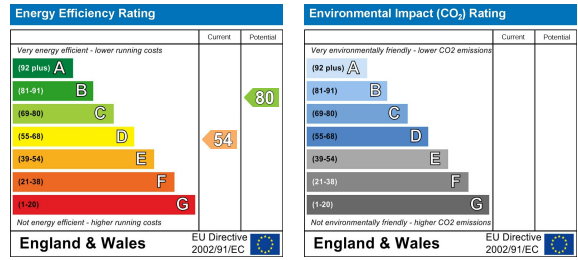 Energy Efficiency Rating
Current Potential
Very energy efficient - lower running costs
(92 plus) A
(81-91) B
(69-80) C
(55-68) D
(39-54) E
(21-38) F
(1-20) G
54
80
Not energy efficient - higher running costs
England & Wales
EU Directive
2002/91/EC
Environmental Impact (CO2) Rating
Current Potential
Very environmentally friendly - lower CO2 emissions
(92 plus) A
(81-91) B
(69-80) C
(55-68) D
(39-54) E
(21-38) F
(1-20) G
Not environmentally friendly - higher CO2 emissions
England & Wales
EU Directive
2002/91/EC